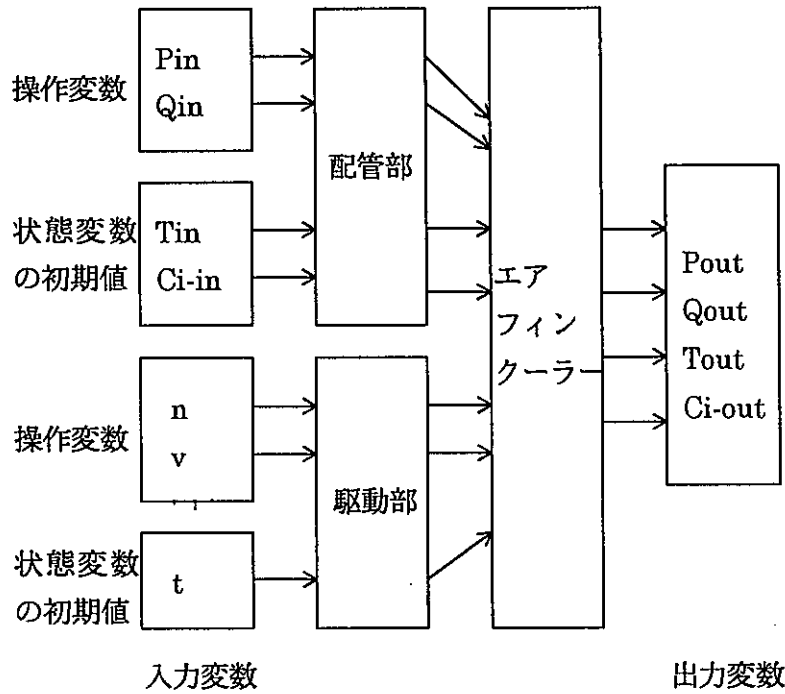 操作変数
Pin
Qin
状態変数
の初期値
Tin
Ci-in
配管部
操作変数
n
v
状態変数
の初期値
t
駆動部
エア
フィン
クーラー
Pout
Qout
Tout
Ci-out
入力変数
出力変数